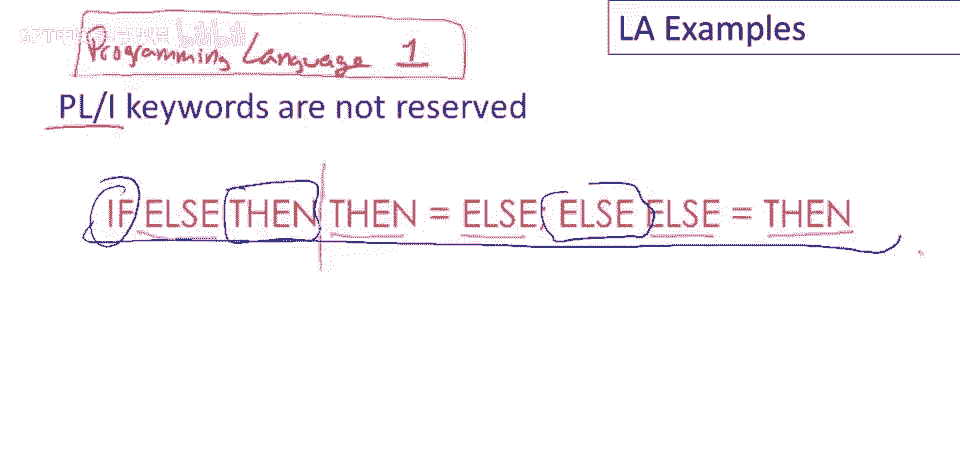 LA Examples
Programming Language 1
PL/I keywords are not reserved
IF ELSE THEN THEN = ELSE; ELSE ELSE = THEN